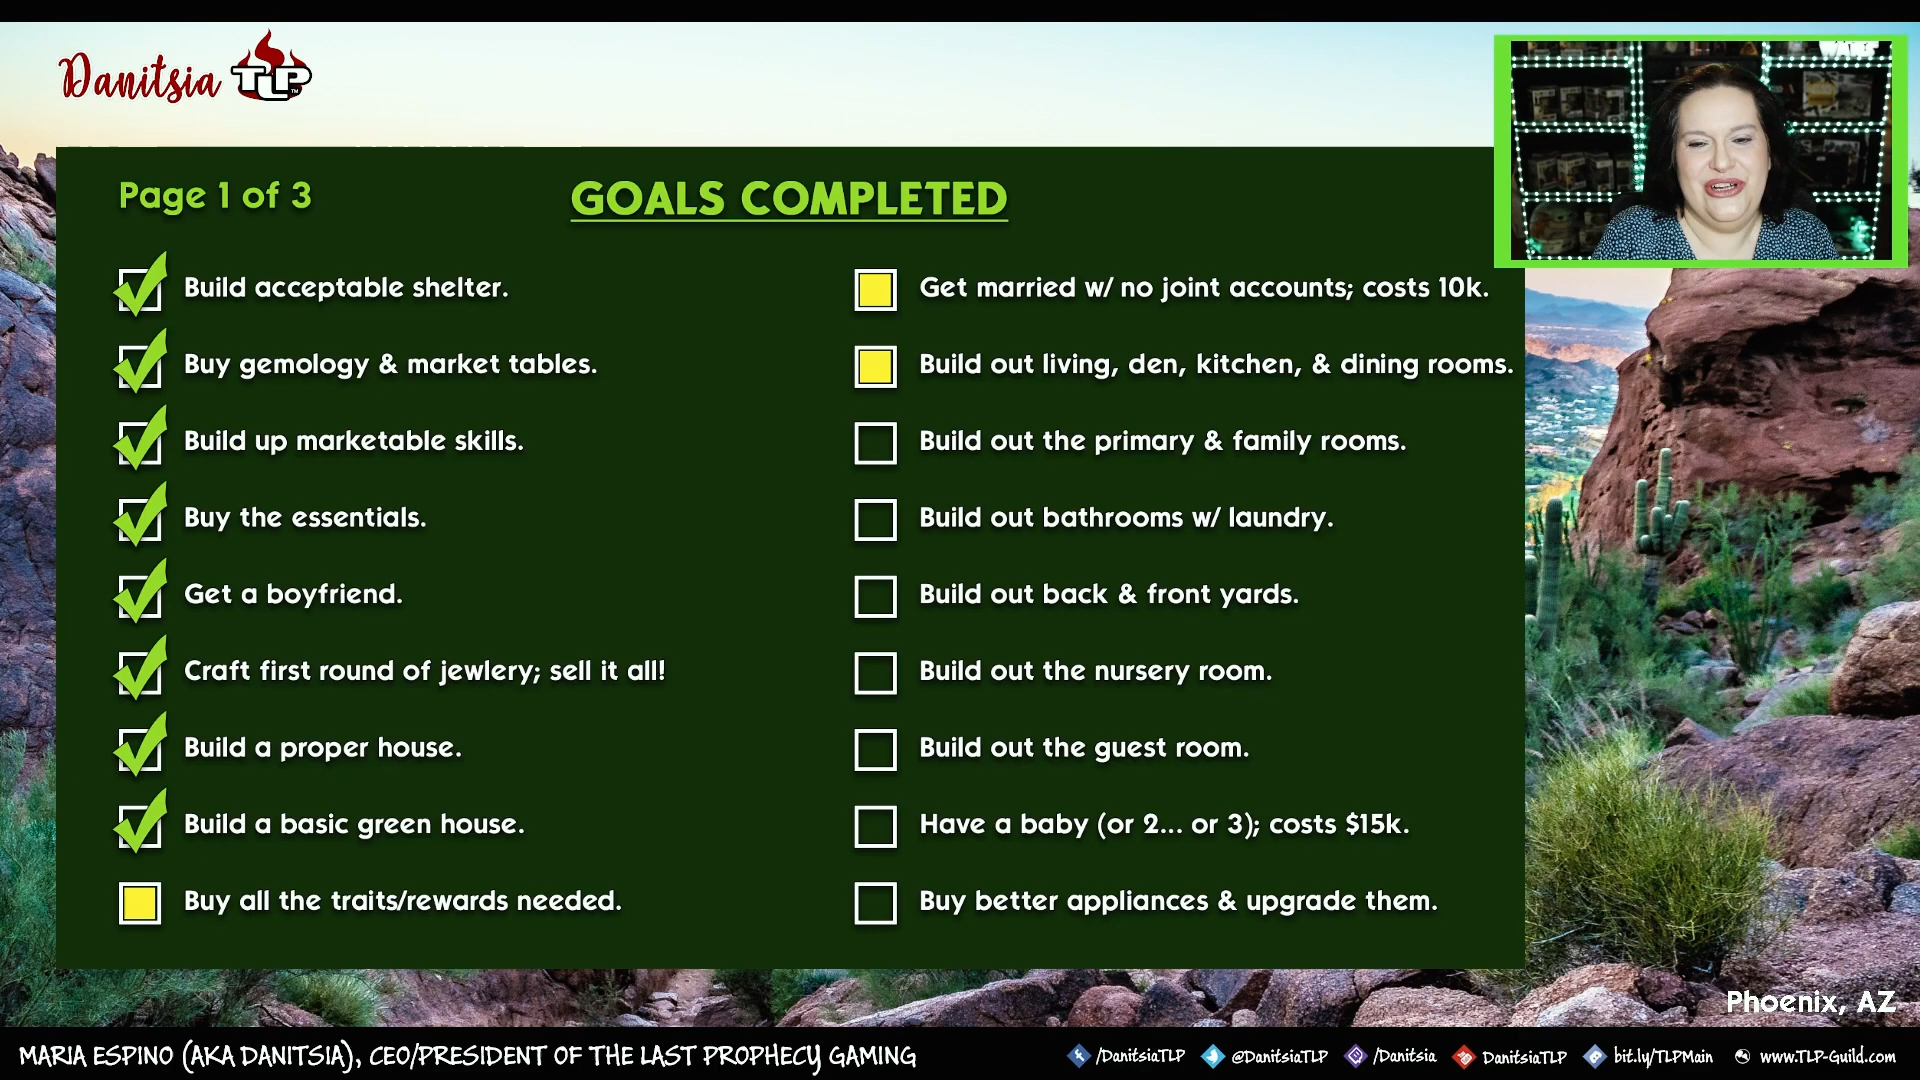 Danitsia TLP
Page 1 of 3
GOALS COMPLETED
Build acceptable shelter.
Buy gemology & market tables.
Build up marketable skills.
Buy the essentials.
Get a boyfriend.
Craft first round of jewlery; sell it all!
Build a proper house.
Build a basic green house.
Buy all the traits/rewards needed.
Get married w/ no joint accounts; costs 10k.
Build out living, den, kitchen, & dining rooms.
Build out the primary & family rooms.
Build out bathrooms w/ laundry.
Build out back & front yards.
Build out the nursery room.
Build out the guest room.
Have a baby (or 2... or 3); costs $15k.
Buy better appliances & upgrade them.
Phoenix, AZ
MARIA ESPINO (AKA DANITSIA), CEO/PRESIDENT OF THE LAST PROPHECY GAMING
/DanitsiaTLP @DanitsiaTLP /Danitsia DanitsiaTLP bit.ly/TLPMain www.TLP-Guild.com